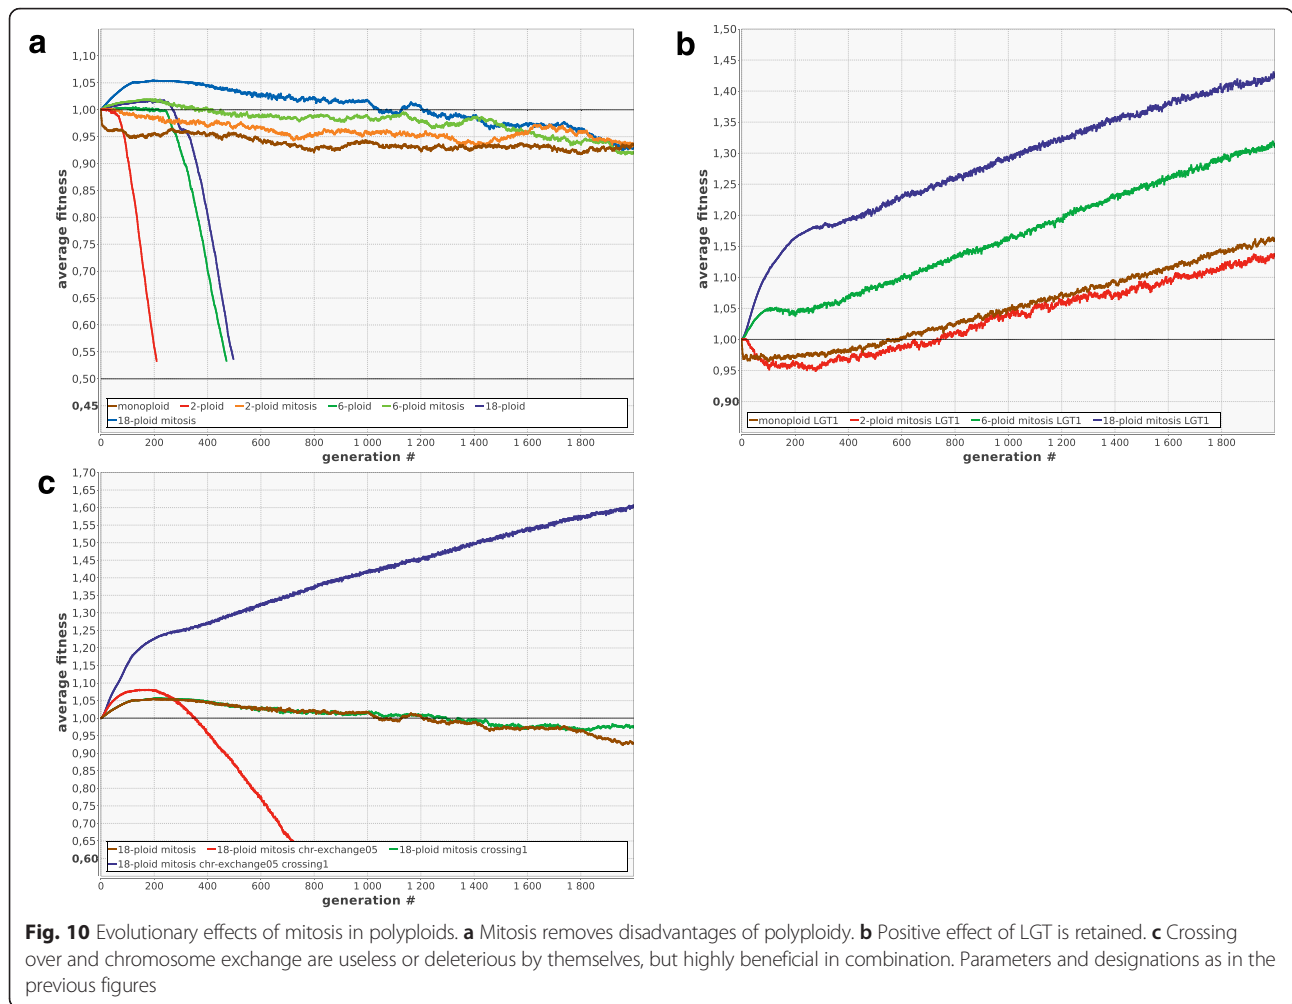 a
1,10
1,05
1,00
0,95
0,90
0,85
0,80
0,75
0,70
0,65
0,60
0,55
0,50
0,45
average fitness
monoploid 2-ploid 2-ploid mitosis 6-ploid 6-ploid mitosis 18-ploid
18-ploid mitosis
0 200 400 600 800 1 000 1 200 1 400 1 600 1 800
generation #
b
1,50
1,45
1,40
1,35
1,30
1,25
1,20
1,15
1,10
1,05
1,00
0,95
0,90
average fitness
monoploid LGT1 2-ploid mitosis LGT1 6-ploid mitosis LGT1 18-ploid mitosis LGT1
0 200 400 600 800 1 000 1 200 1 400 1 600 1 800
generation #
c
1,70
1,65
1,60
1,55
1,50
1,45
1,40
1,35
1,30
1,25
1,20
1,15
1,10
1,05
1,00
0,95
0,90
0,85
0,80
0,75
0,70
0,65
0,60
average fitness
18-ploid mitosis 18-ploid mitosis chr-exchange05 18-ploid mitosis crossing1
18-ploid mitosis chr-exchange05 crossing1
0 200 400 600 800 1 000 1 200 1 400 1 600 1 800
generation #
Fig. 10 Evolutionary effects of mitosis in polyploids. a Mitosis removes disadvantages of polyploidy. b Positive effect of LGT is retained. c Crossing
over and chromosome exchange are useless or deleterious by themselves, but highly beneficial in combination. Parameters and designations as in the
previous figures